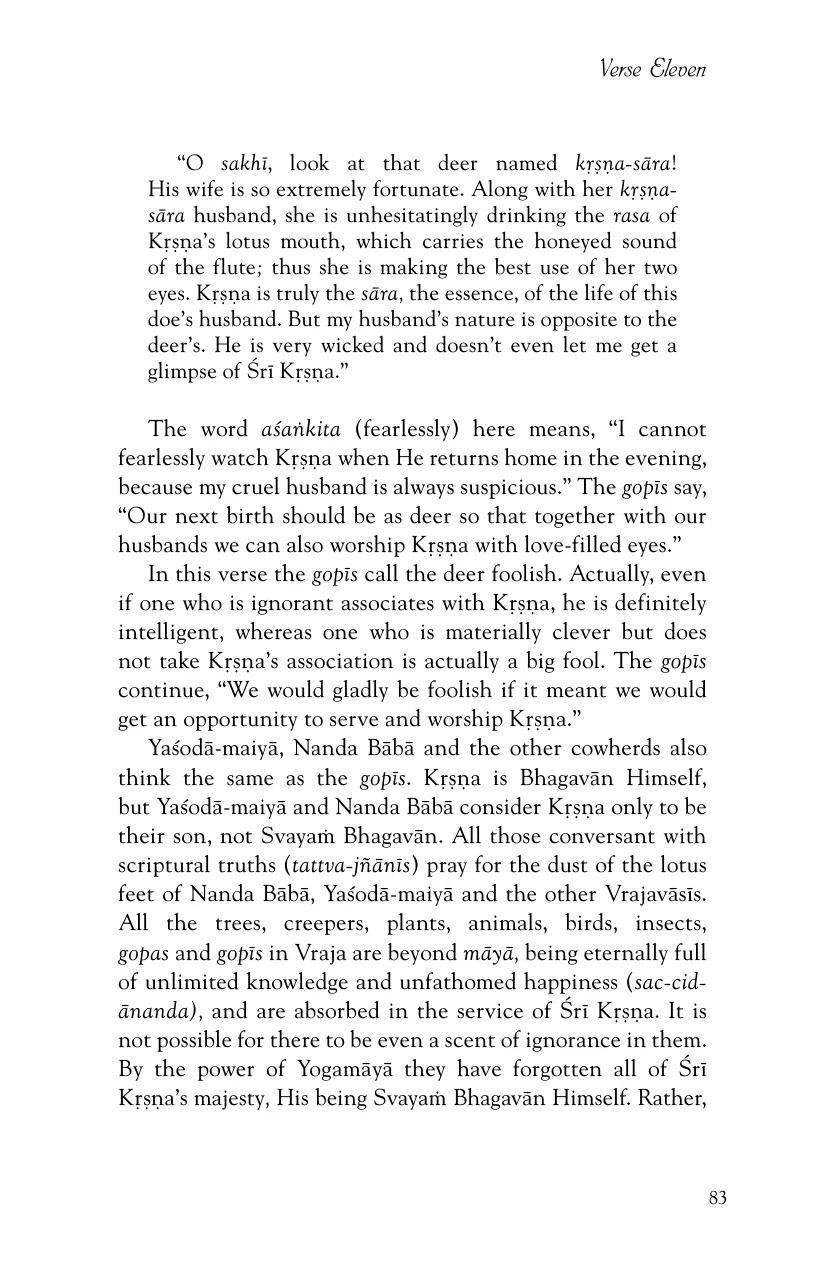 Verse Eleven
“O sakhī, look at that deer named kṛṣṇa-sāra!
His wife is so extremely fortunate. Along with her kṛṣṇa-
sāra husband, she is unhesitatingly drinking the rasa of
Kṛṣṇa’s lotus mouth, which carries the honeyed sound
of the flute; thus she is making the best use of her two
eyes. Kṛṣṇa is truly the sāra, the essence, of the life of this
doe’s husband. But my husband’s nature is opposite to the
deer’s. He is very wicked and doesn’t even let me get a
glimpse of Śrī Kṛṣṇa.”
The word aśaṅkita (fearlessly) here means, “I cannot
fearlessly watch Kṛṣṇa when He returns home in the evening,
because my cruel husband is always suspicious.” The gopīs say,
“Our next birth should be as deer so that together with our
husbands we can also worship Kṛṣṇa with love-filled eyes.”
In this verse the gopīs call the deer foolish. Actually, even
if one who is ignorant associates with Kṛṣṇa, he is definitely
intelligent, whereas one who is materially clever but does
not take Kṛṣṇa’s association is actually a big fool. The gopīs
continue, “We would gladly be foolish if it meant we would
get an opportunity to serve and worship Kṛṣṇa.”
Yaśodā-maiyā, Nanda Bābā and the other cowherds also
think the same as the gopīs. Kṛṣṇa is Bhagavān Himself,
but Yaśodā-maiyā and Nanda Bābā consider Kṛṣṇa only to be
their son, not Svayaṁ Bhagavān. All those conversant with
scriptural truths (tattva-jñānīs) pray for the dust of the lotus
feet of Nanda Bābā, Yaśodā-maiyā and the other Vrajavāsīs.
All the trees, creepers, plants, animals, birds, insects,
gopas and gopīs in Vraja are beyond māyā, being eternally full
of unlimited knowledge and unfathomed happiness (sac-cid-
ānanda), and are absorbed in the service of Śrī Kṛṣṇa. It is
not possible for there to be even a scent of ignorance in them.
By the power of Yogamāyā they have forgotten all of Śrī
Kṛṣṇa’s majesty, His being Svayaṁ Bhagavān Himself. Rather,
83